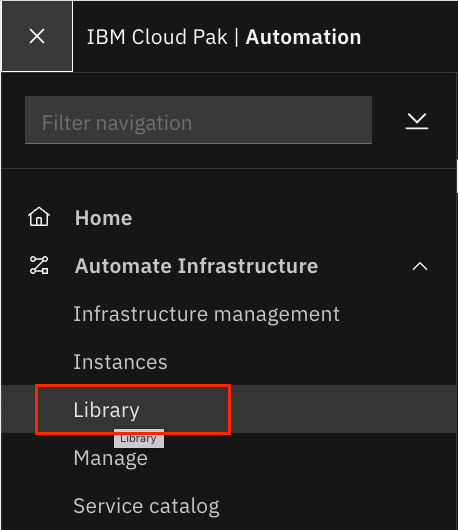 IBM Cloud Pak | Automation
Filter navigation
Home
Automate Infrastructure
Infrastructure management
Instances
Library
Library
Manage
Service catalog